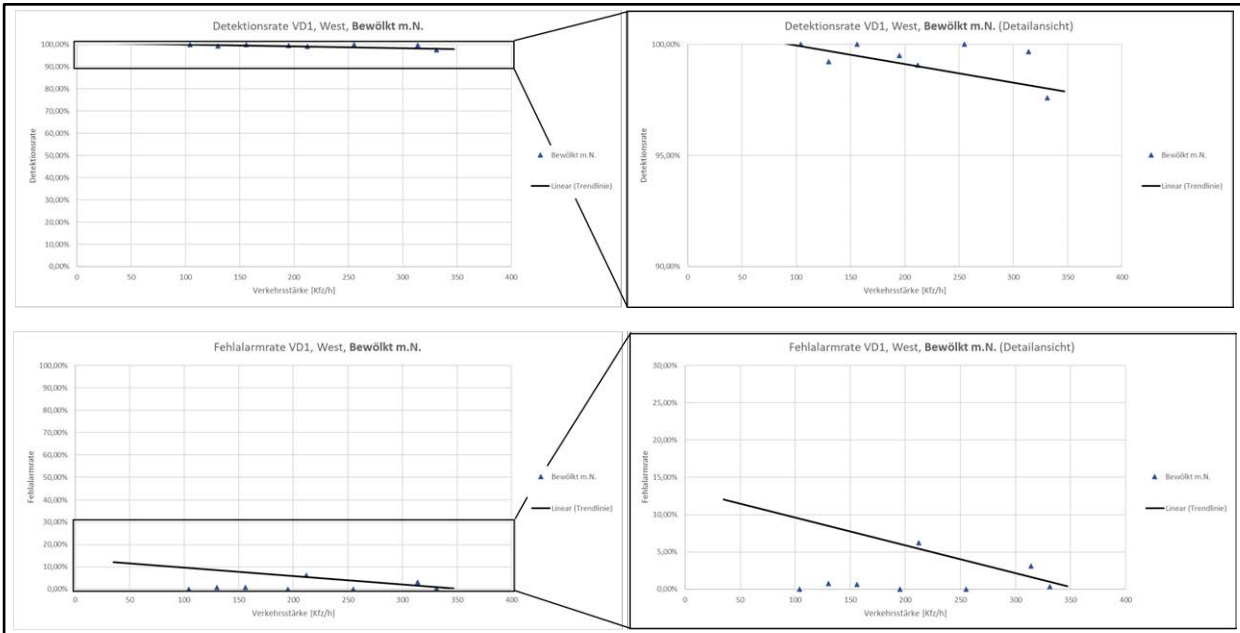 Detektionsrate VD1, West, Bewölkt m.N.
100,00%
90,00%
80,00%
70,00%
60,00%
50,00%
40,00%
30,00%
20,00%
10,00%
0,00%
Detektionsrate
0 50 100 150 200 250 300 350 400
Verkehrsstärke [Kfz/h]
Bewölkt m.N.
Linear (Trendlinie)
Detektionsrate VD1, West, Bewölkt m.N. (Detailansicht)
100,00%
95,00%
90,00%
Detektionsrate
0 50 100 150 200 250 300 350 400
Verkehrsstärke [Kfz/h]
Bewölkt m.N.
Linear (Trendlinie)
Fehlalarmrate VD1, West, Bewölkt m.N.
100,00%
90,00%
80,00%
70,00%
60,00%
50,00%
40,00%
30,00%
20,00%
10,00%
0,00%
Fehlalarmrate
0 50 100 150 200 250 300 350 400
Verkehrsstärke [Kfz/h]
Bewölkt m.N.
Linear (Trendlinie)
Fehlalarmrate VD1, West, Bewölkt m.N. (Detailansicht)
30,00%
25,00%
20,00%
15,00%
10,00%
5,00%
0,00%
Fehlalarmrate
0 50 100 150 200 250 300 350 400
Verkehrsstärke [Kfz/h]
Bewölkt m.N.
Linear (Trendlinie)